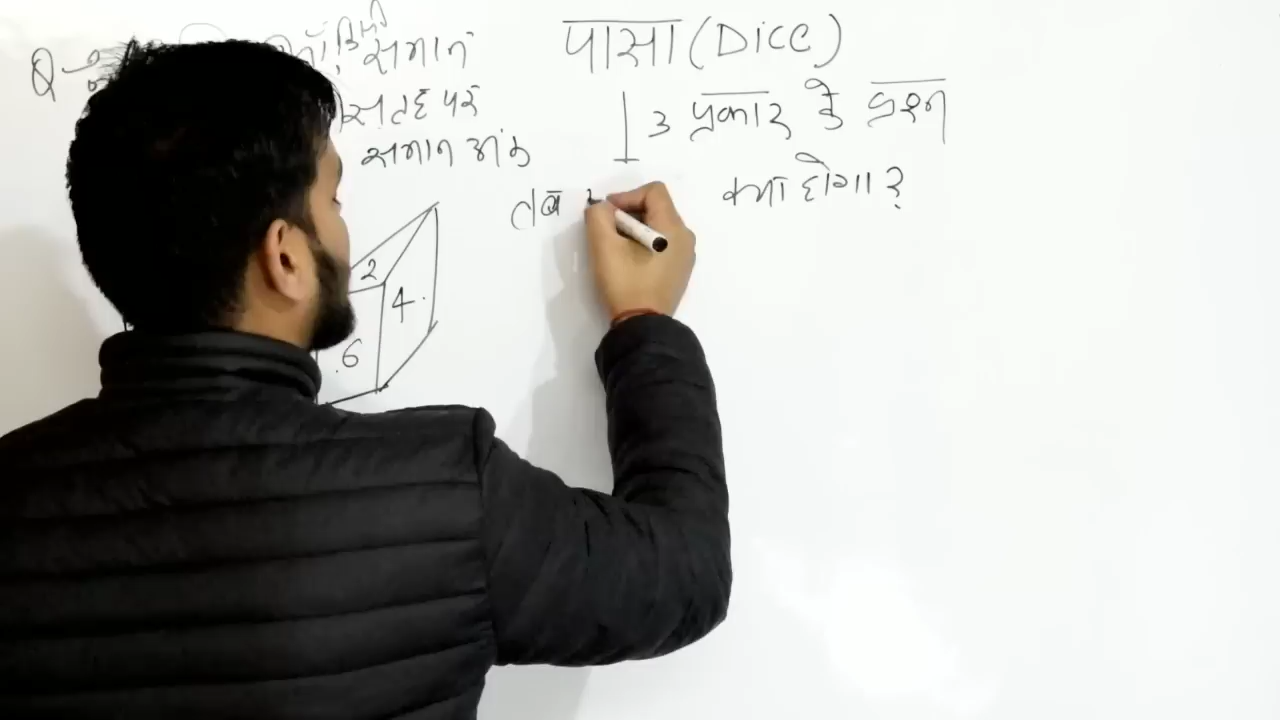 पासा (Dice)
3 प्रकार के प्रश्न
Q समान
सतह पर
समान अंक
तब क्या होगा?
2
4
6